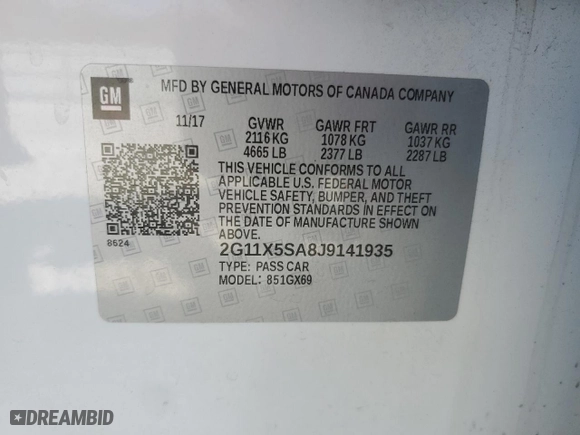 GM
MFD BY GENERAL MOTORS OF CANADA COMPANY
11/17 GVWR GAWR FRT GAWR RR
2116 KG 1078 KG 1037 KG
4665 LB 2377 LB 2287 LB
THIS VEHICLE CONFORMS TO ALL
APPLICABLE U.S. FEDERAL MOTOR
VEHICLE SAFETY, BUMPER, AND THEFT
PREVENTION STANDARDS IN EFFECT ON
THE DATE OF MANUFACTURE SHOWN
ABOVE.
8624
2G11X5SA8J9141935
TYPE: PASS CAR
MODEL: 851GX69
DREAMBID